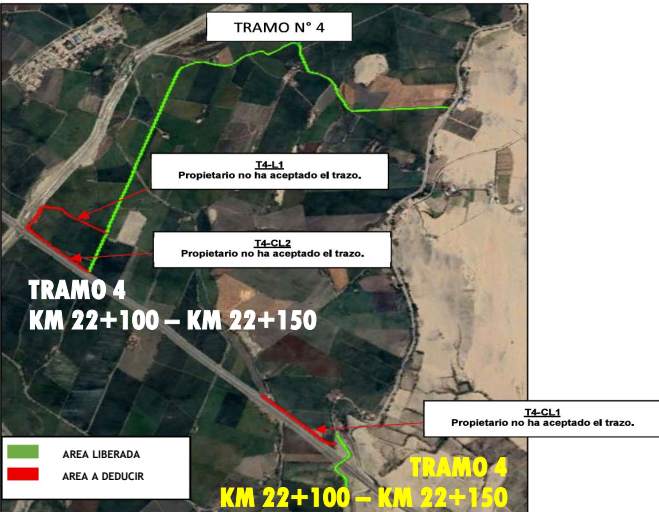 TRAMO N° 4
T4-L1
Propietario no ha aceptado el trazo.
T4-CL2
Propietario no ha aceptado el trazo.
TRAMO 4
KM 22+100 – KM 22+150
T4-CL1
Propietario no ha aceptado el trazo.
AREA LIBERADA
AREA A DEDUCIR
TRAMO 4
KM 22+100 – KM 22+150